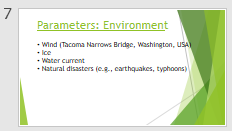 7
Parameters: Environment
• Wind (Tacoma Narrows Bridge, Washington, USA)
• Ice
• Water current
• Natural disasters (e.g., earthquakes, typhoons)